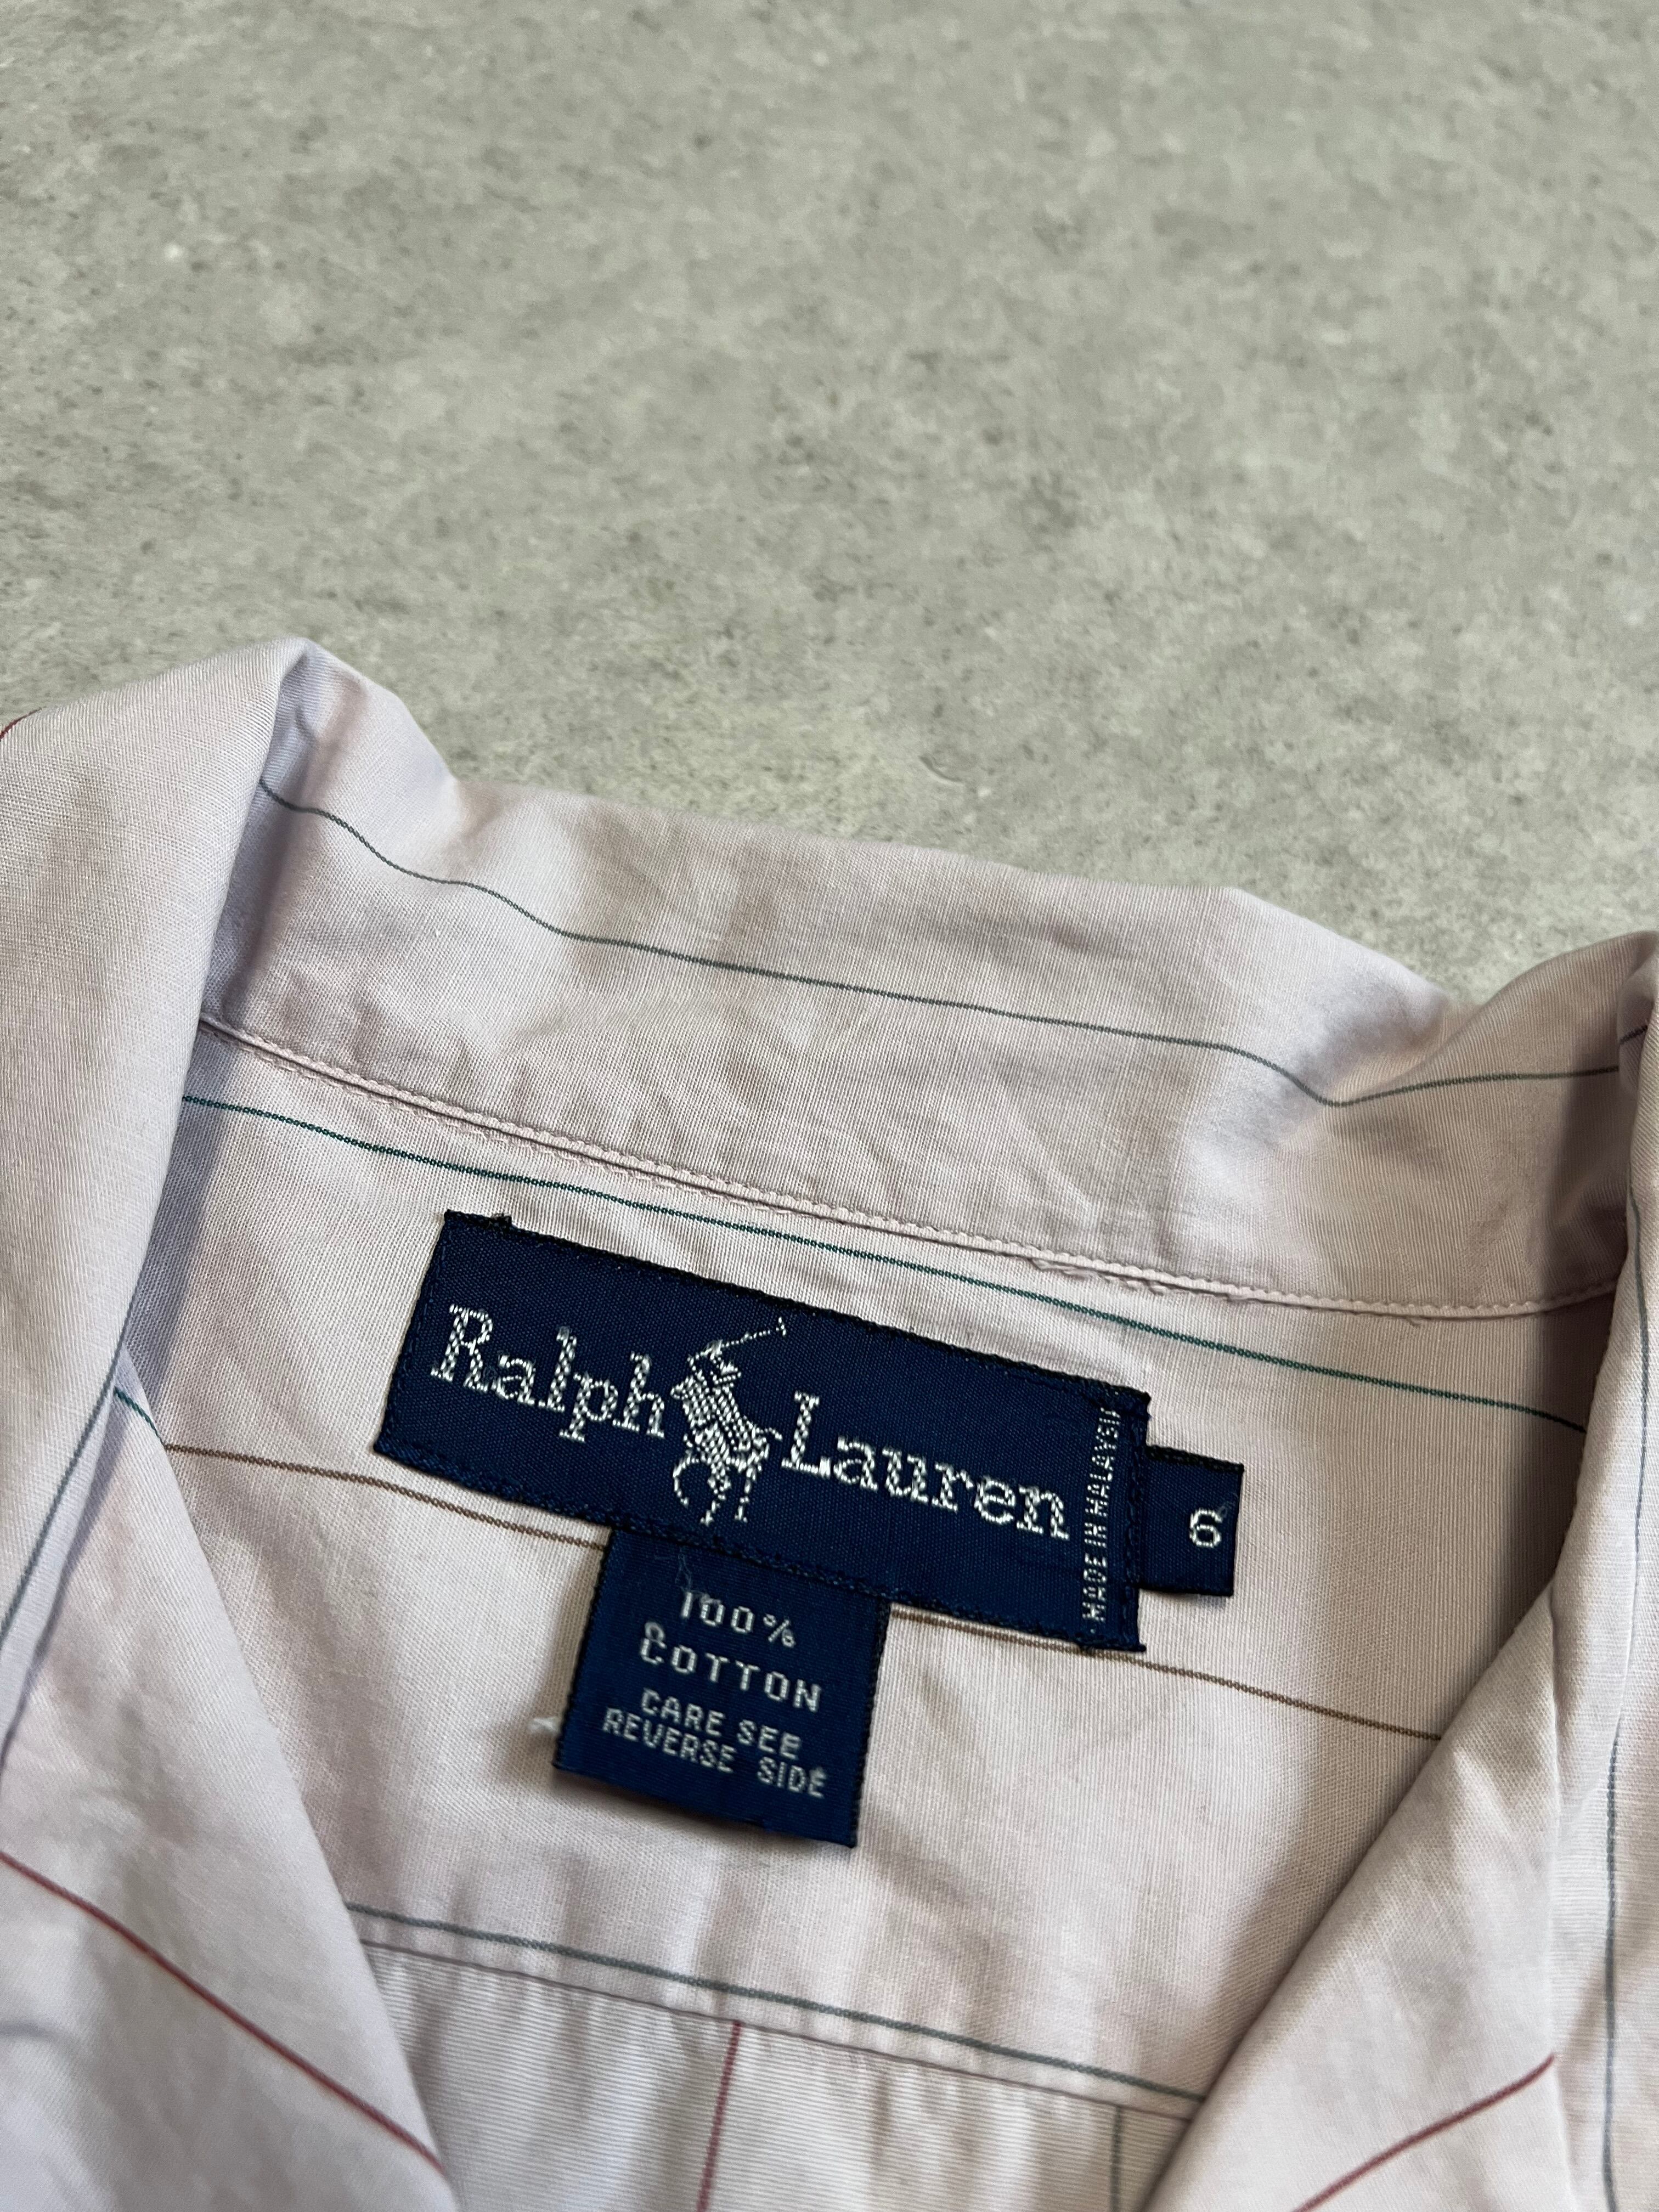 Ralph Lauren
MADE IN MALAYSIA
6
100%
COTTON
CARE SEE
REVERSE SIDE